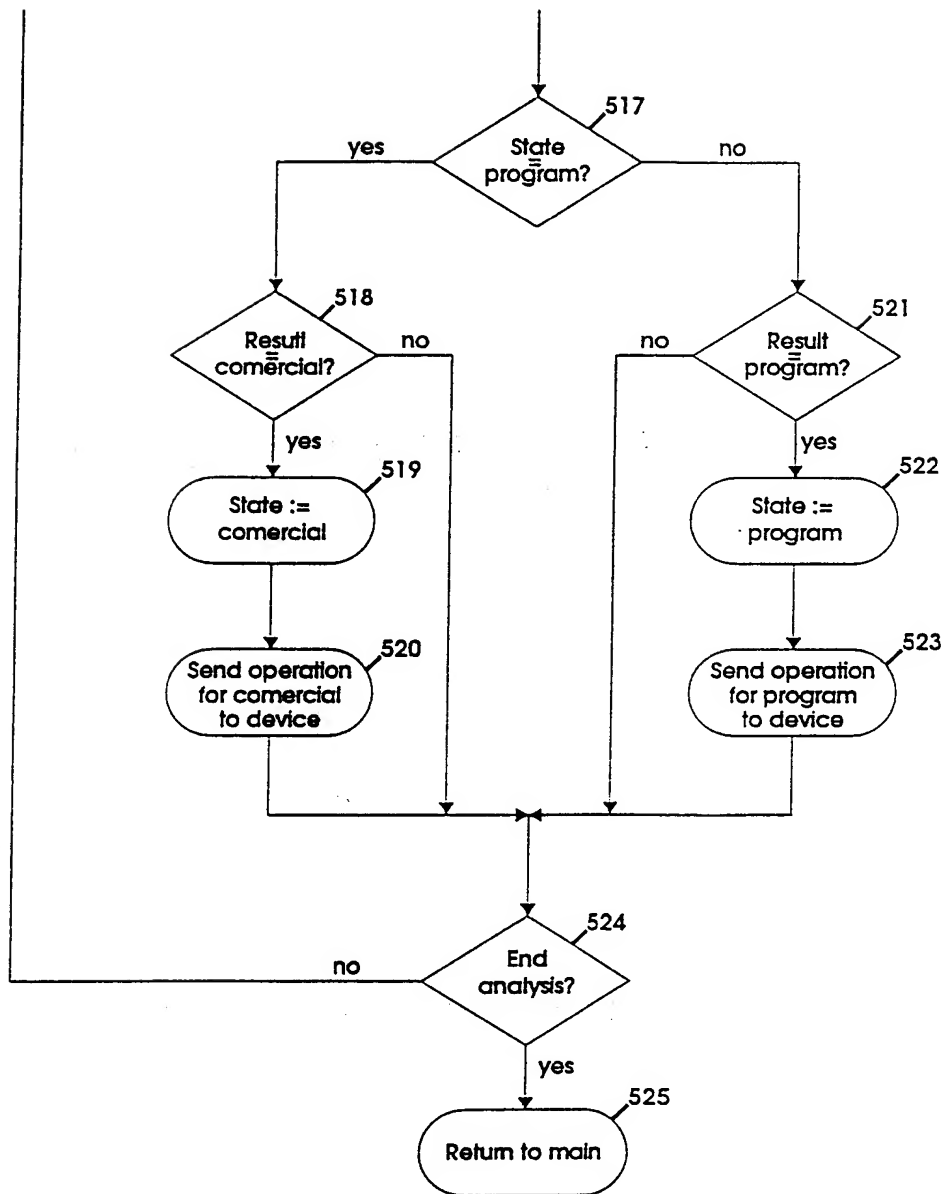 517
State
=
program?
yes
no
518
Result
=
comercial?
no
yes
521
Result
=
program?
no
yes
519
State :=
comercial
522
State :=
program
520
Send operation
for comercial
to device
523
Send operation
for program
to device
524
End
analysis?
no
yes
525
Return to main